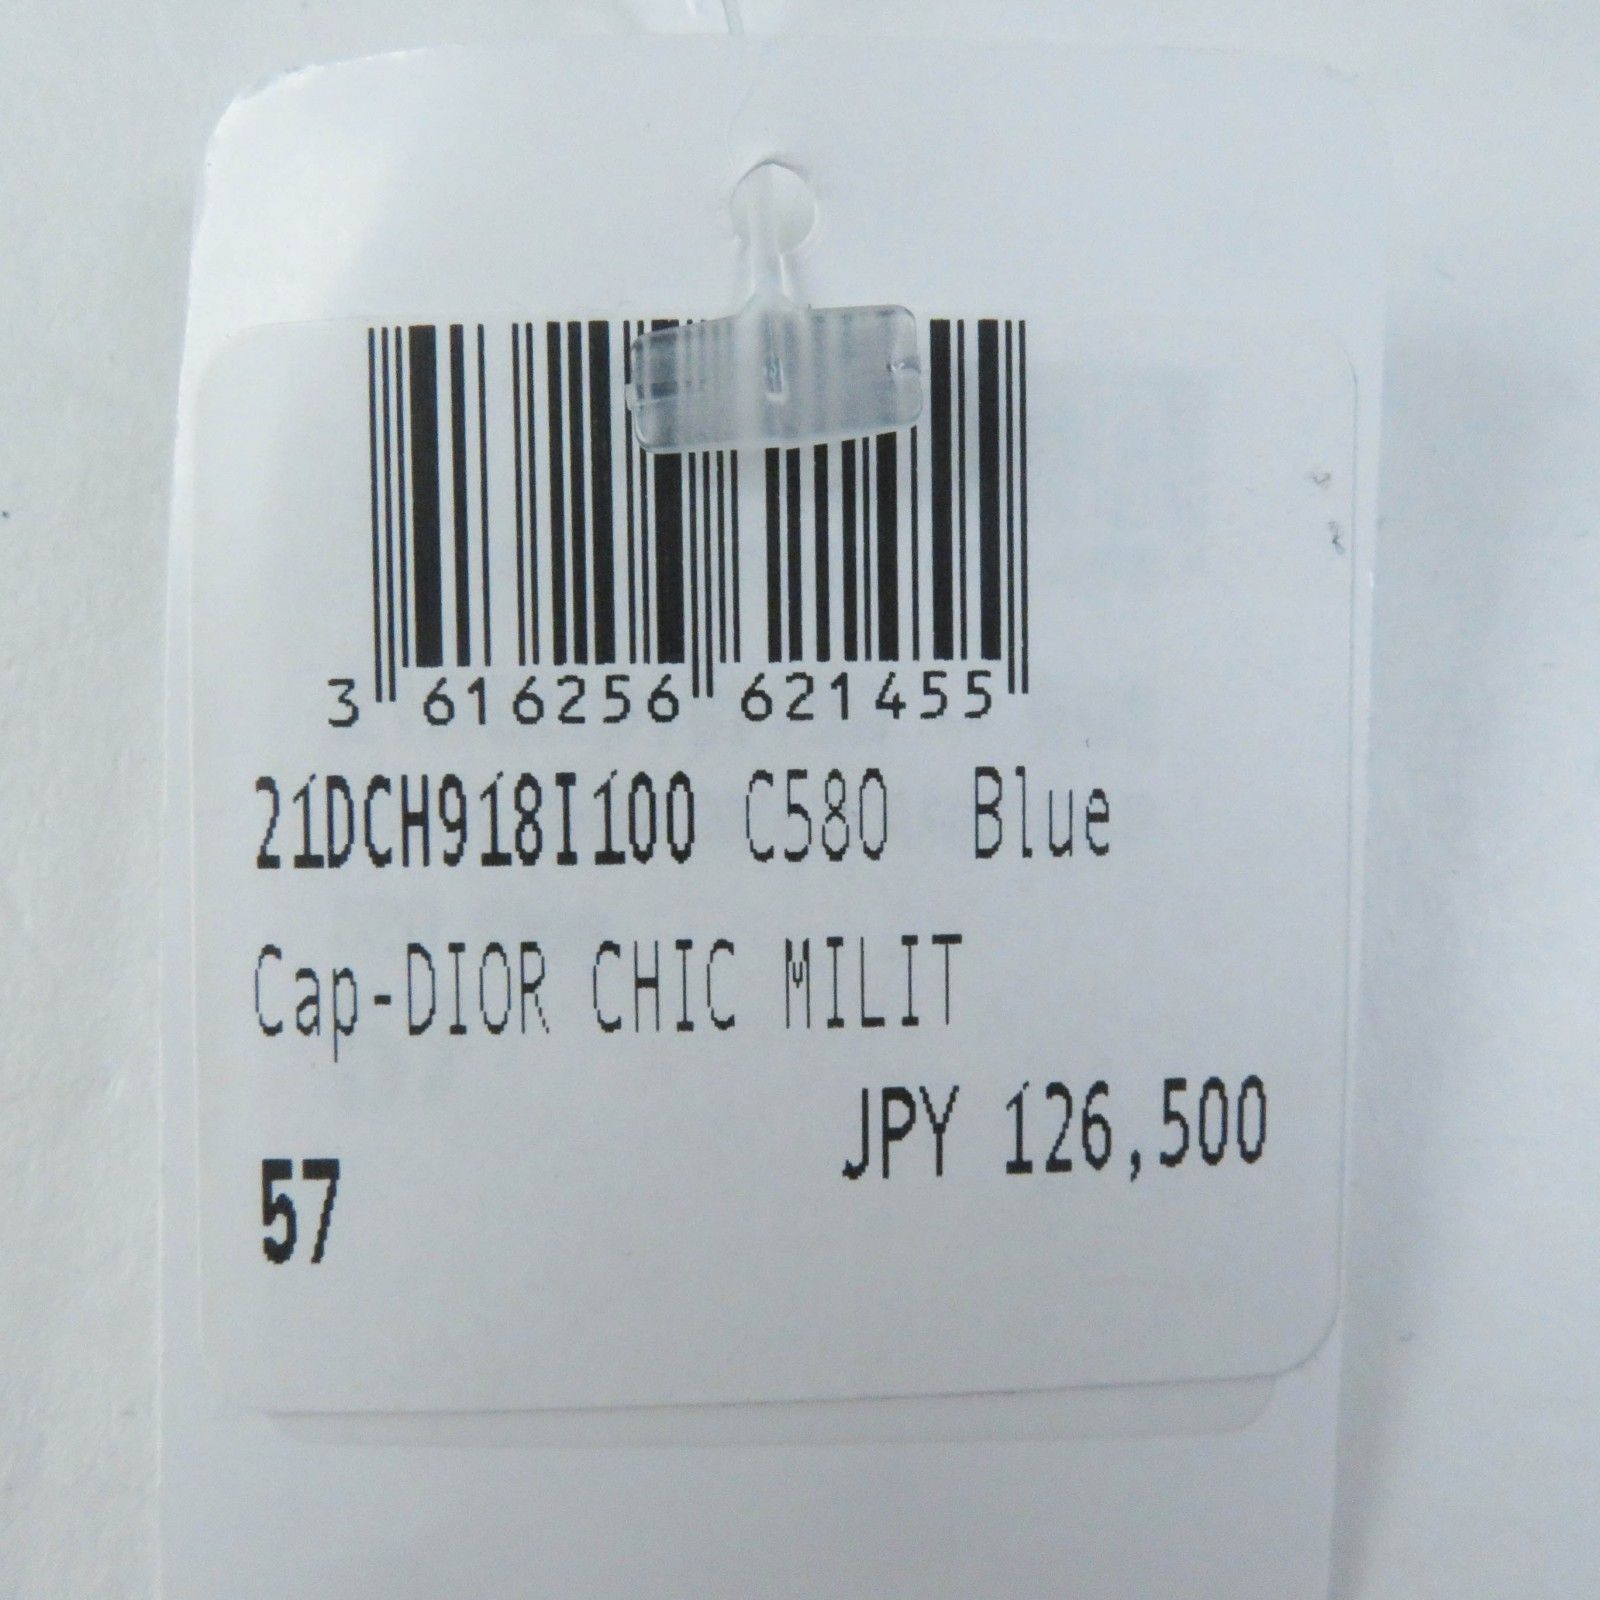 3 616256 621455
21DCH918I100 C580 Blue
Cap-DIOR CHIC MILIT
JPY 126,500
57